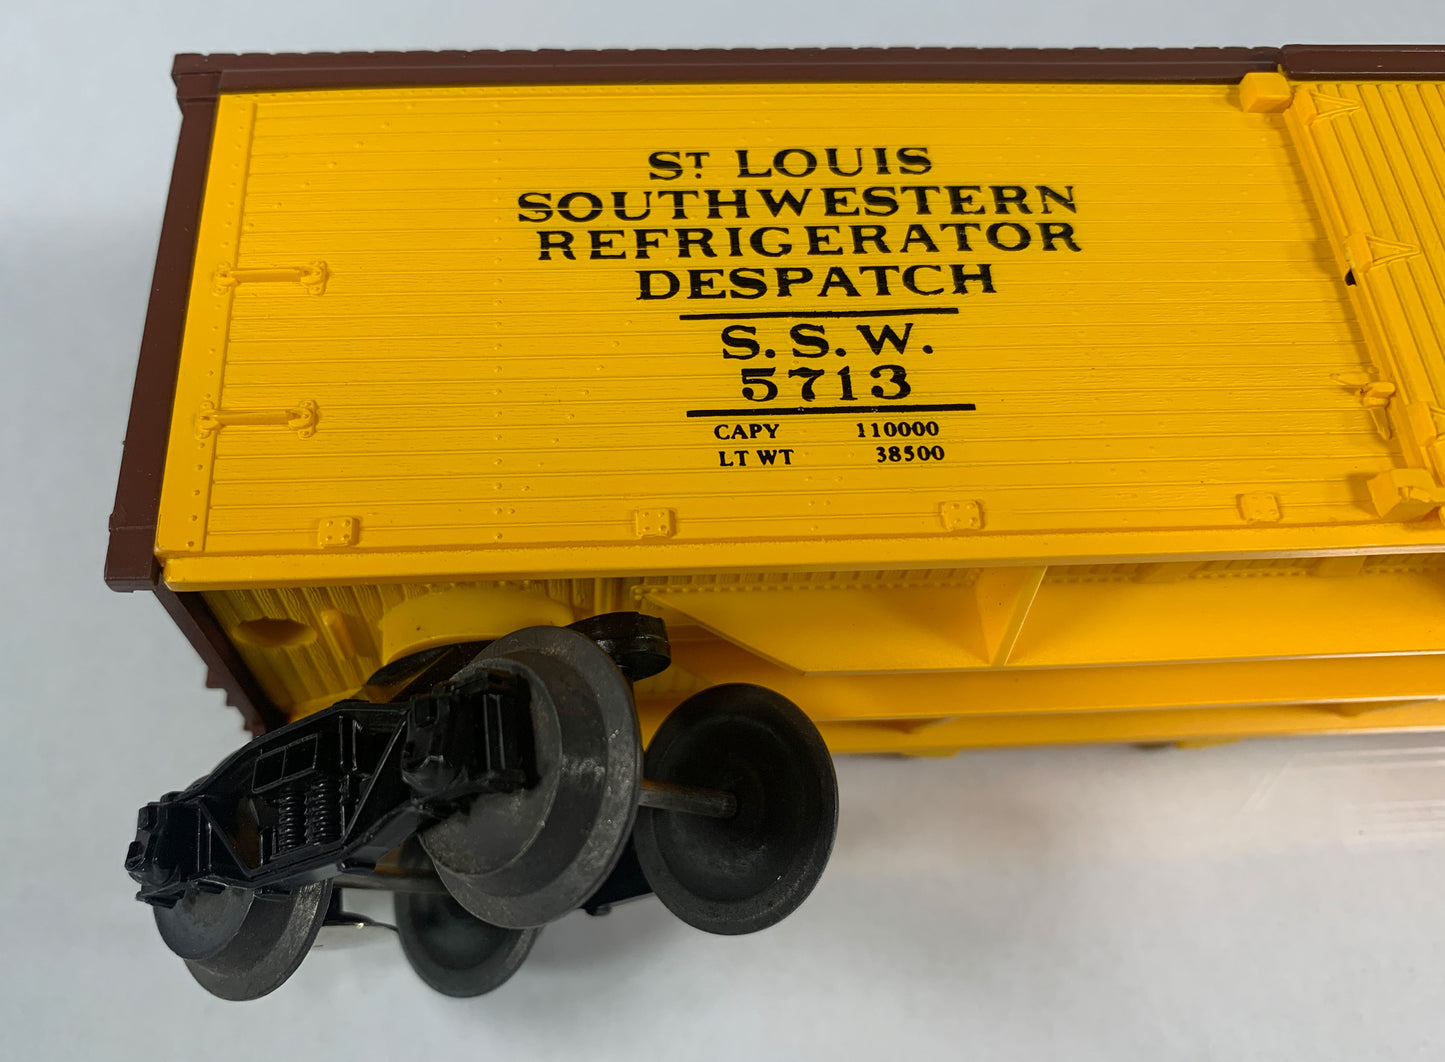 ST. LOUIS
SOUTHWESTERN
REFRIGERATOR
DESPATCH
S. S. W.
5713
CAPY 110000
LT WT 38500